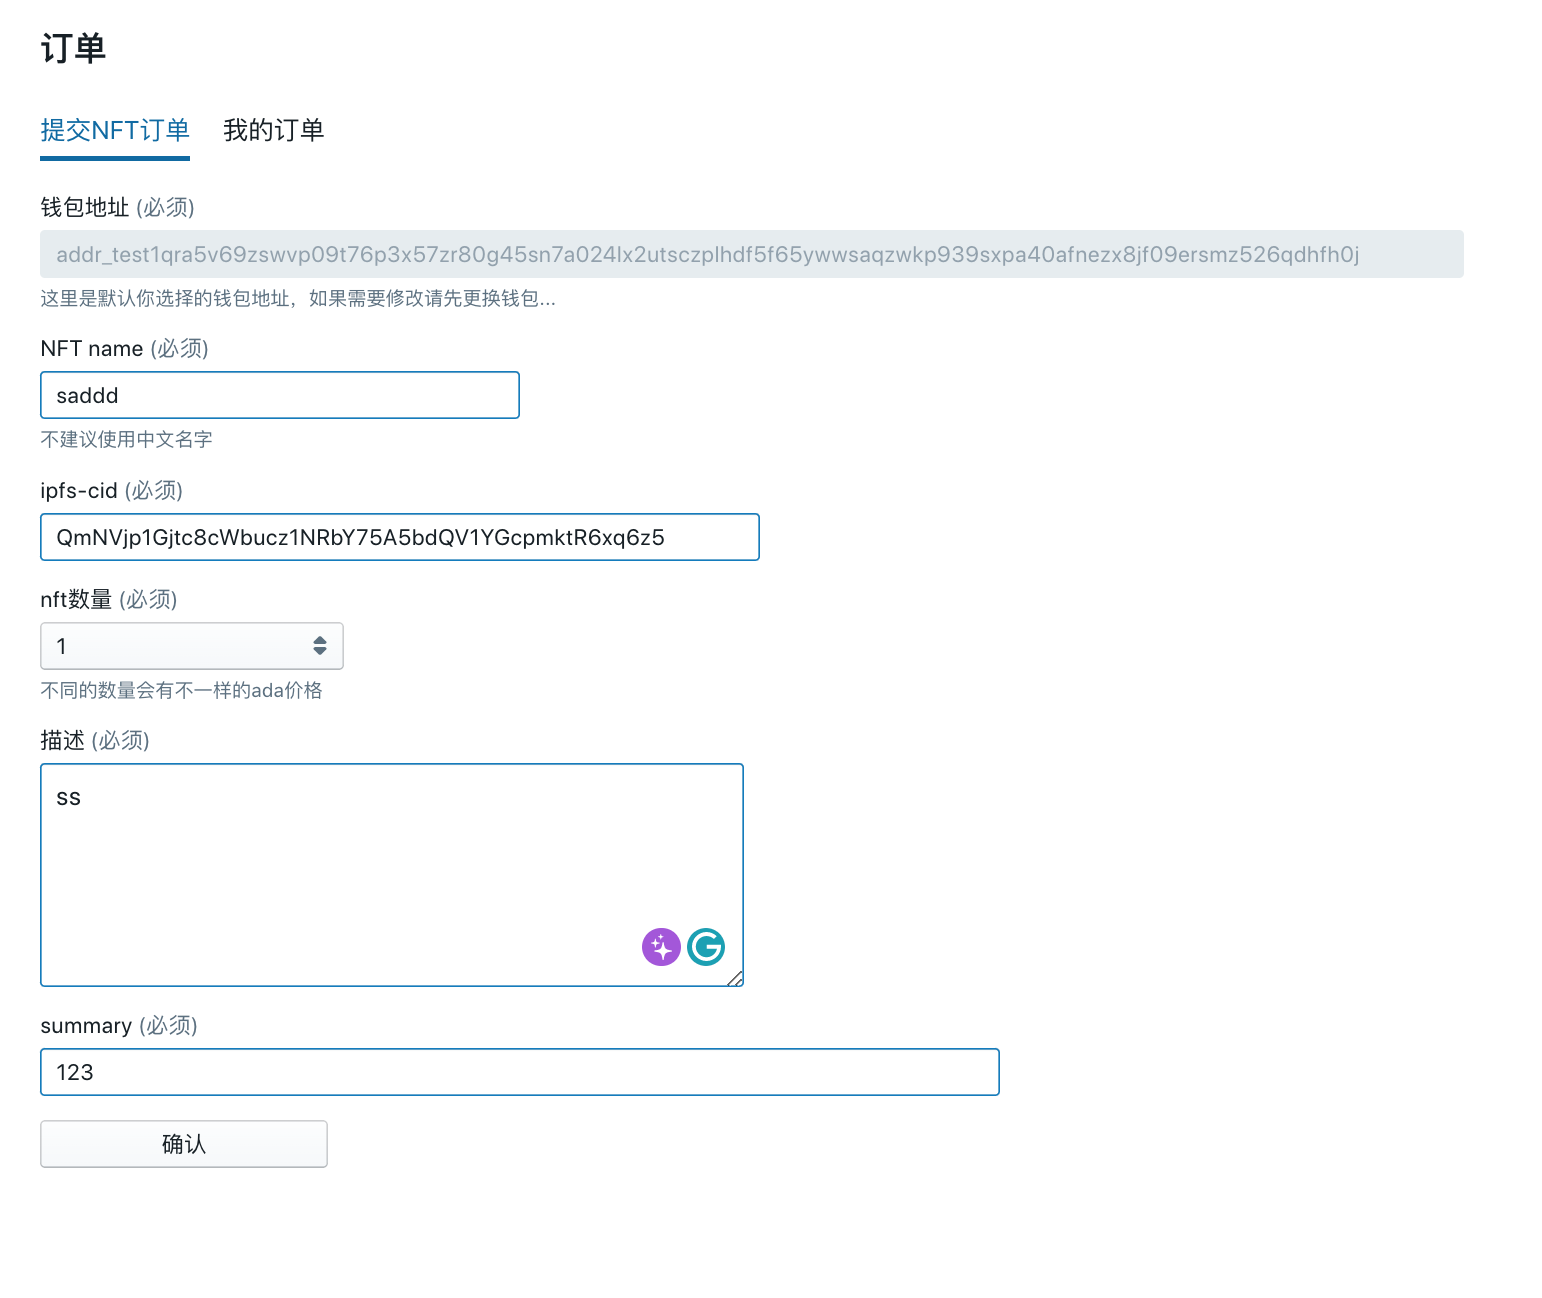 订单
提交NFT订单 我的订单
钱包地址 (必须)
addr_test1qra5v69zswvp09t76p3x57zr80g45sn7a024lx2utsczplhdf5f65ywwsaqzwkp939sxpa40afnezx8jf09ersmz526qdhfh0j
这里是默认你选择的钱包地址，如果需要修改请先更换钱包...
NFT name (必须)
saddd
不建议使用中文名字
ipfs-cid (必须)
QmNVjp1Gjtc8cWbucz1NRbY75A5bdQV1YGcpmktR6xq6z5
nft数量 (必须)
1
不同的数量会有不一样的ada价格
描述 (必须)
ss
summary (必须)
123
确认